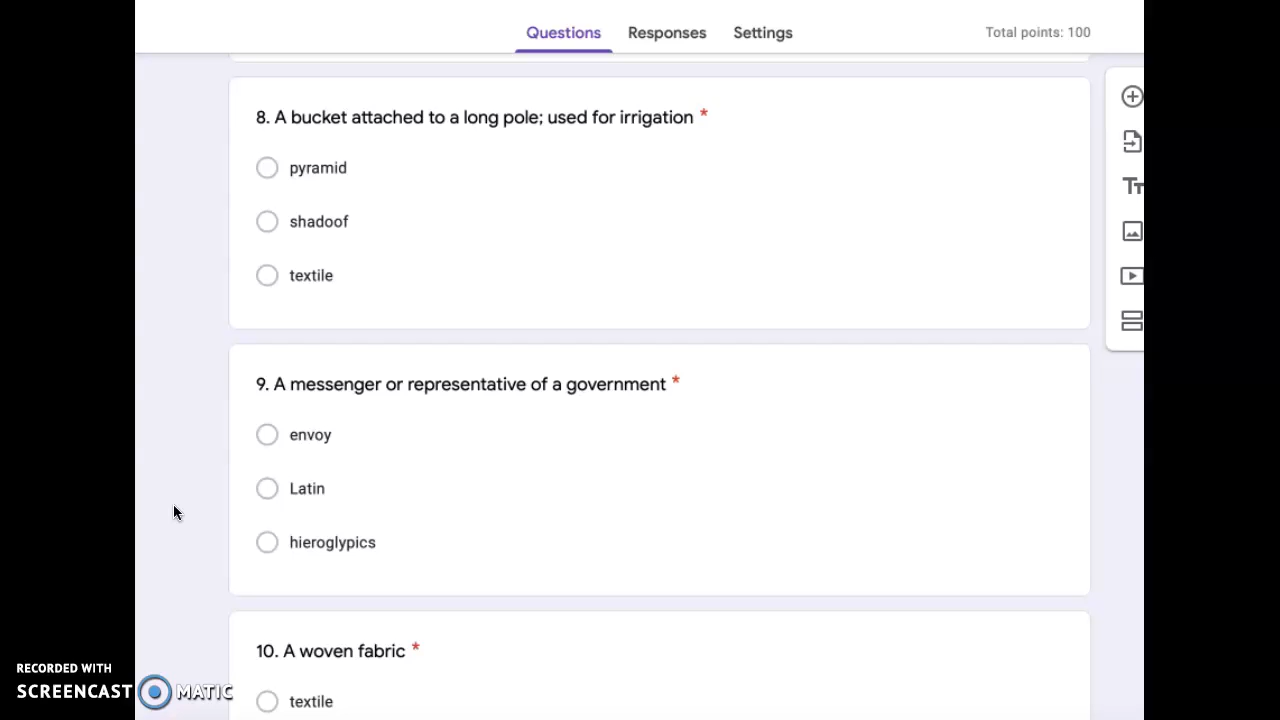 Questions Responses Settings Total points: 100
8. A bucket attached to a long pole; used for irrigation *
pyramid
shadoof
textile
9. A messenger or representative of a government *
envoy
Latin
hieroglypics
10. A woven fabric *
textile
RECORDED WITH
SCREENCAST MATIC